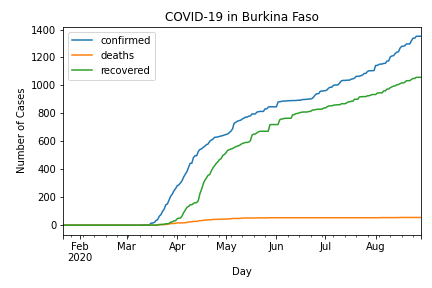 COVID-19 in Burkina Faso
1400
1200
1000
800
600
400
200
0
Number of Cases
confirmed
deaths
recovered
Feb
2020
Mar
Apr
May
Jun
Jul
Aug
Day